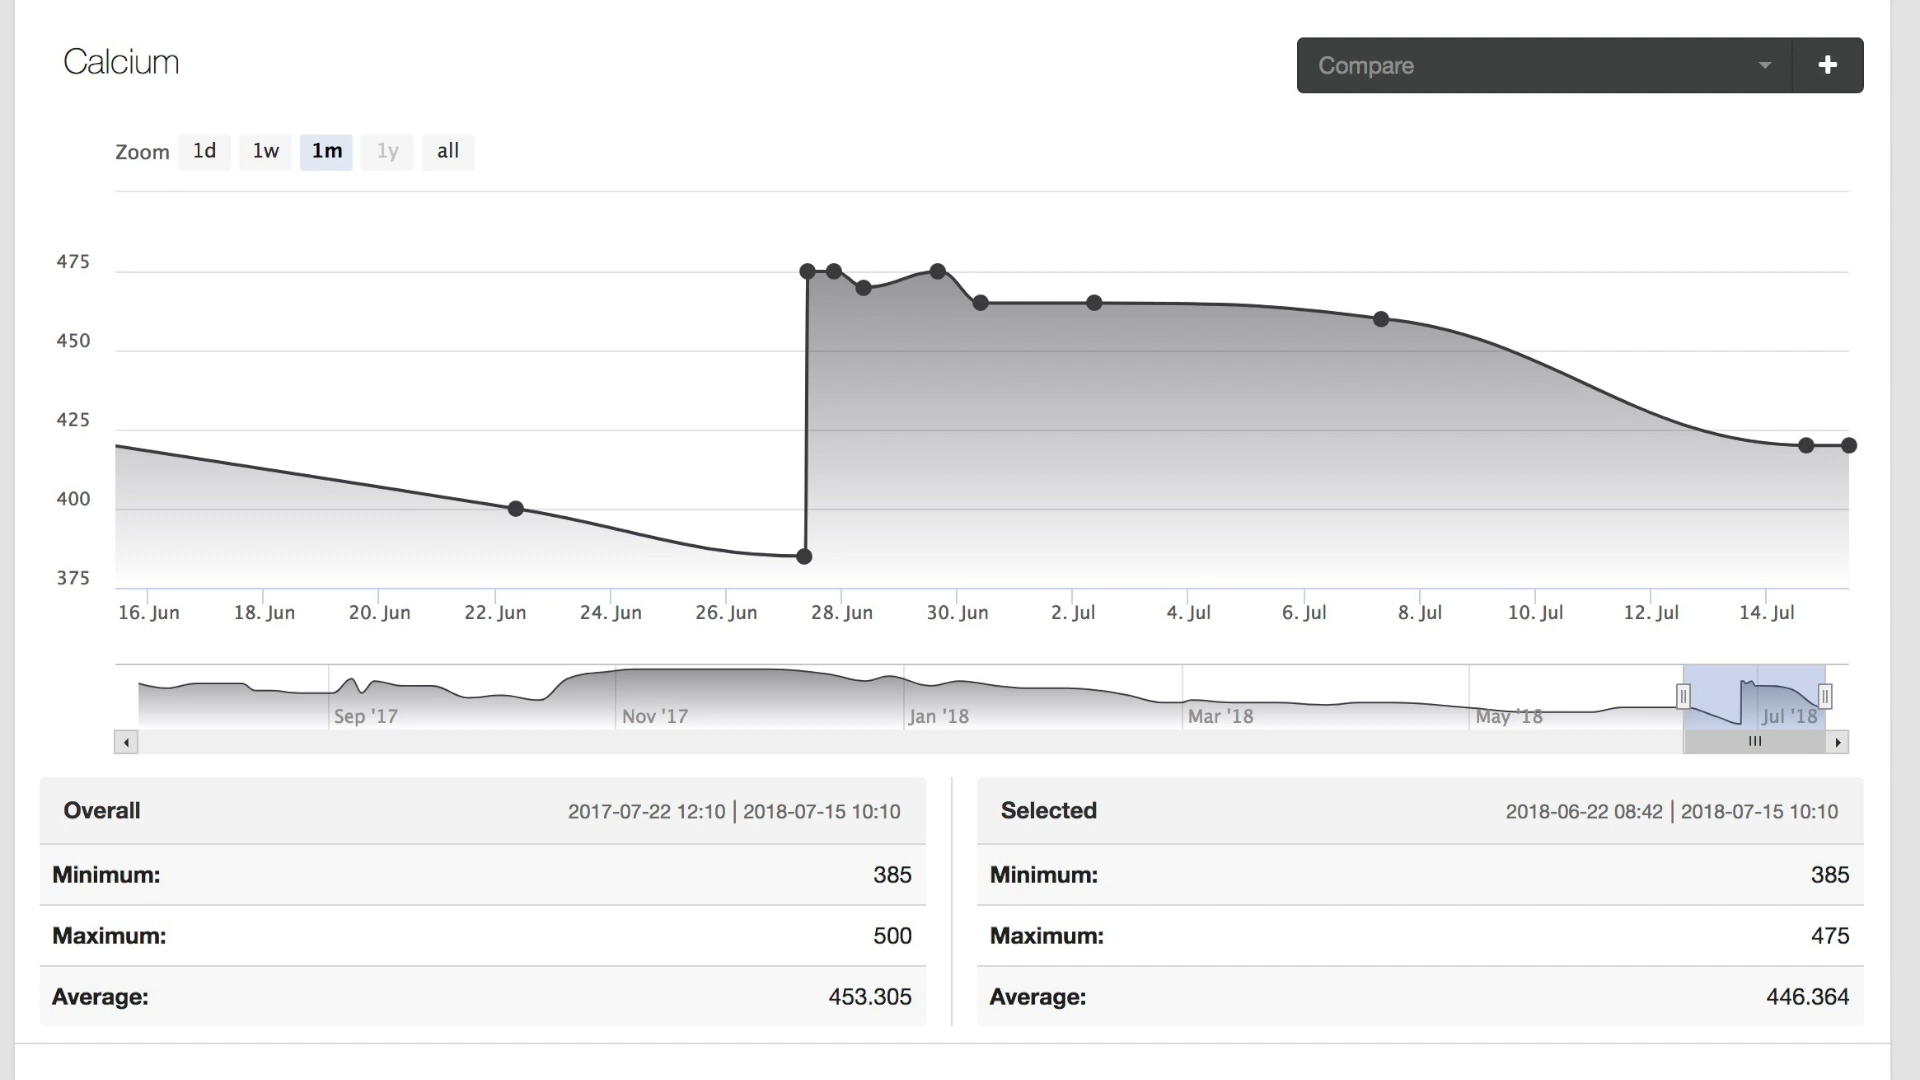 Calcium
Compare
Zoom 1d 1w 1m 1y all
475
450
425
400
375
16. Jun 18. Jun 20. Jun 22. Jun 24. Jun 26. Jun 28. Jun 30. Jun 2. Jul 4. Jul 6. Jul 8. Jul 10. Jul 12. Jul 14. Jul
Sep '17 Nov '17 Jan '18 Mar '18 May '18 Jul '18
Overall 2017-07-22 12:10 | 2018-07-15 10:10
Minimum: 385
Maximum: 500
Average: 453.305
Selected 2018-06-22 08:42 | 2018-07-15 10:10
Minimum: 385
Maximum: 475
Average: 446.364